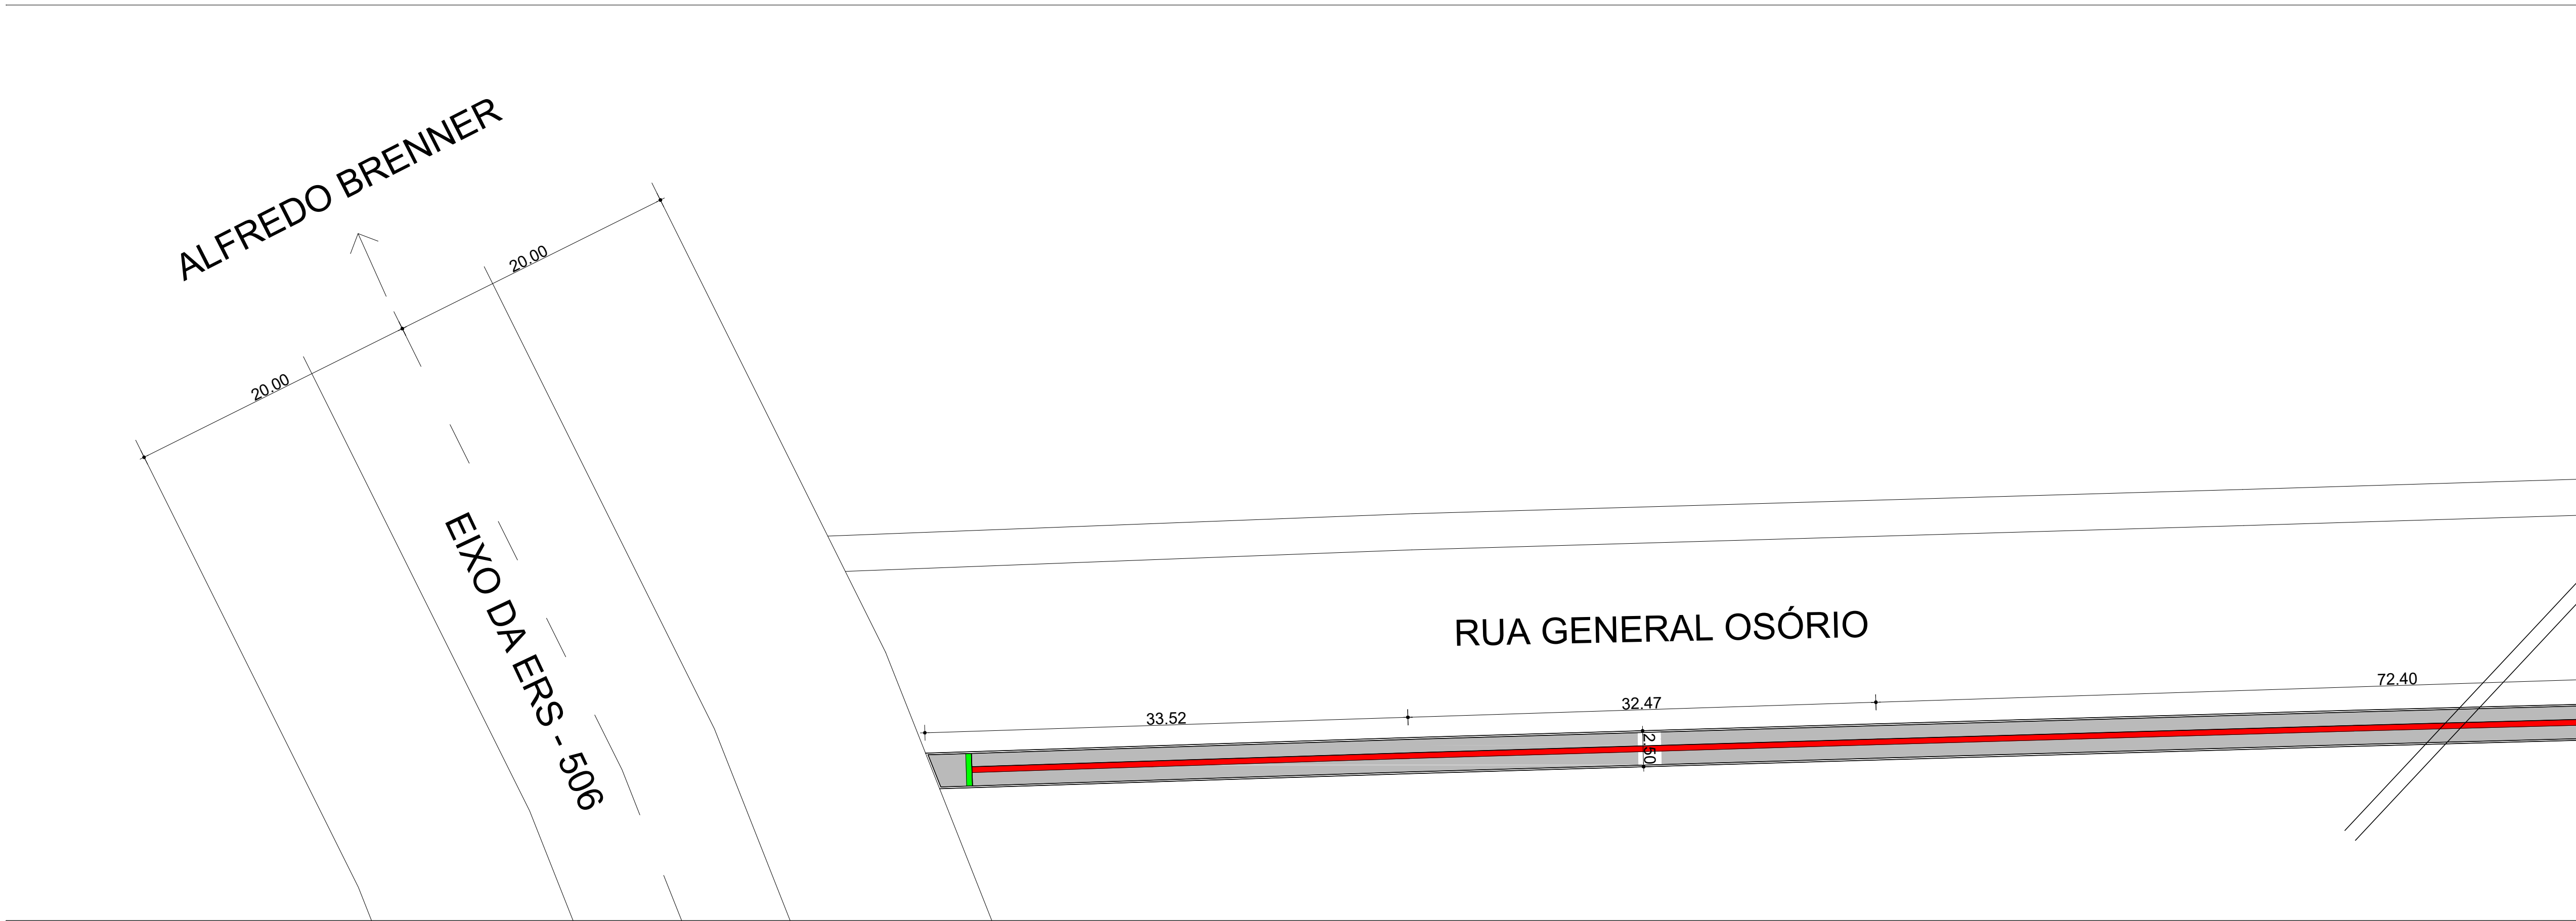 ALFREDO BRENNER
20.00
20.00
EIXO DA ERS - 506
RUA GENERAL OSÓRIO
33.52
32.47
72.40
2.50